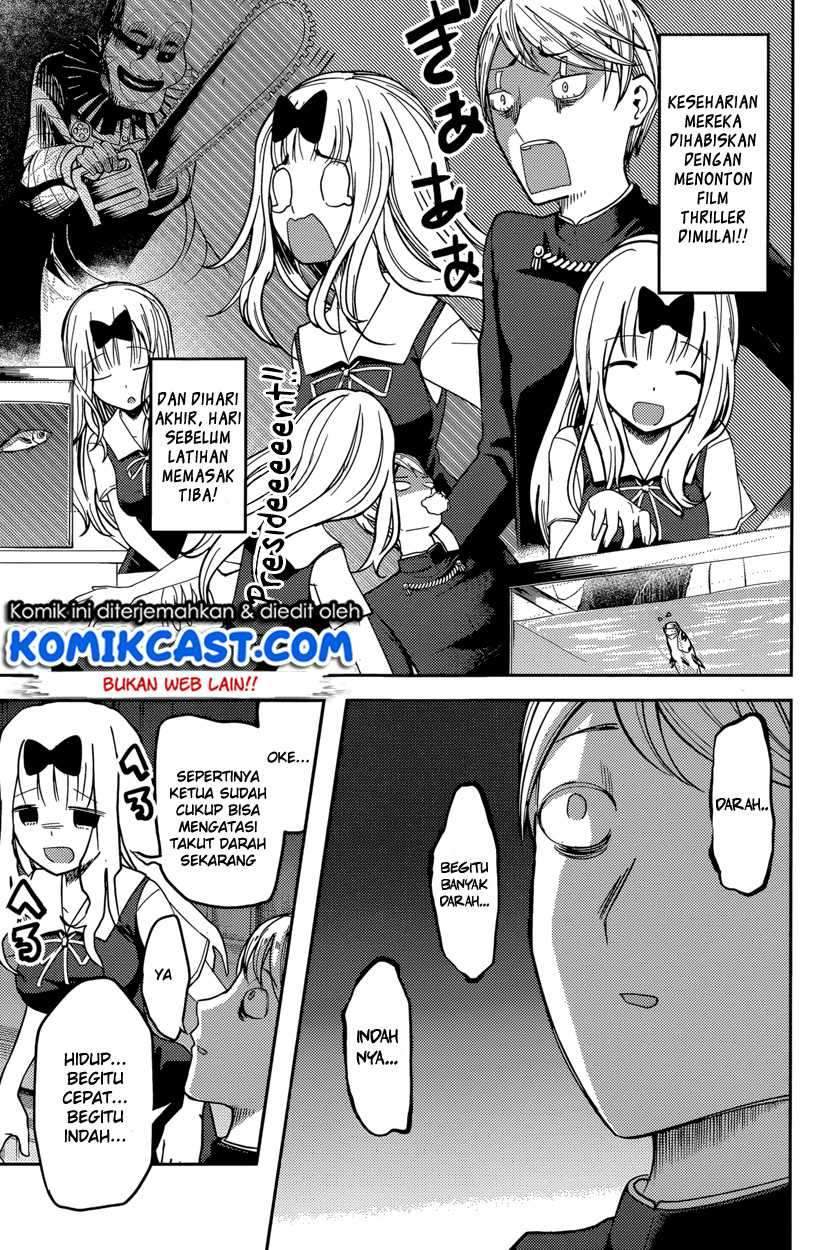 ぎゃぁぁぁ
KESEHARIAN
MEREKA
DIHABISKAN
DENGAN
MENONTON
FILM
THRILLER
DIMULAI!!
DAN DIHARI
AKHIR, HARI
SEBELUM
LATIHAN
MEMASAK
TIBA!
Presideeeeeent!!
Komik ini diterjemahkan & diedit oleh
KOMIKCAST.COM
BUKAN WEB LAIN!!
DARAH..
BEGITU
BANYAK
DARAH...
INDAH
NYA...
OKE...
SEPERTINYA
KETUA SUDAH
CUKUP BISA
MENGATASI
TAKUT DARAH
SEKARANG
へろ
へろ
YA
HIDUP...
BEGITU
CEPAT...
BEGITU
INDAH...